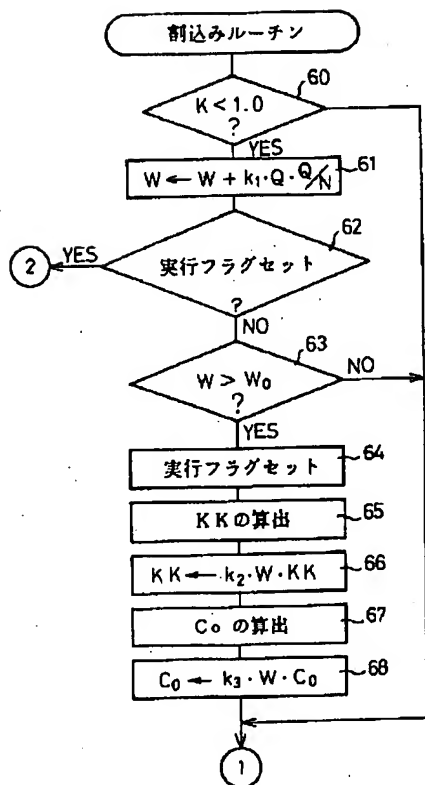 割込みルーチン
60
K < 1.0
?
YES
61
W ← W + k₁・Q・Q/N
62
YES
2
実行フラグセット
?
NO
63
NO
W > W₀
?
YES
64
実行フラグセット
65
KKの算出
66
KK ← k₂・W・KK
67
Coの算出
68
C₀ ← k₃・W・C₀
1